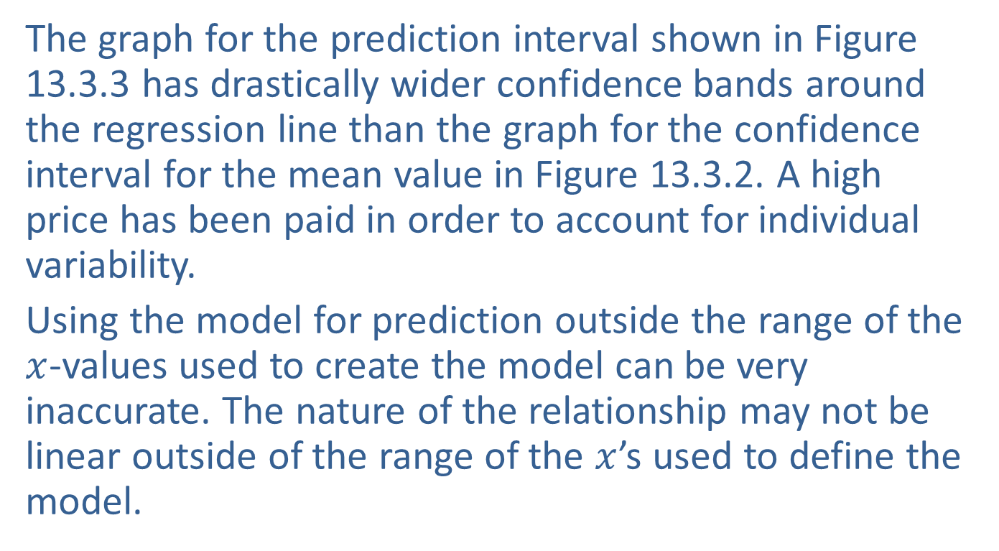 The graph for the prediction interval shown in Figure
13.3.3 has drastically wider confidence bands around
the regression line than the graph for the confidence
interval for the mean value in Figure 13.3.2. A high
price has been paid in order to account for individual
variability.
Using the model for prediction outside the range of the
x-values used to create the model can be very
inaccurate. The nature of the relationship may not be
linear outside of the range of the x’s used to define the
model.